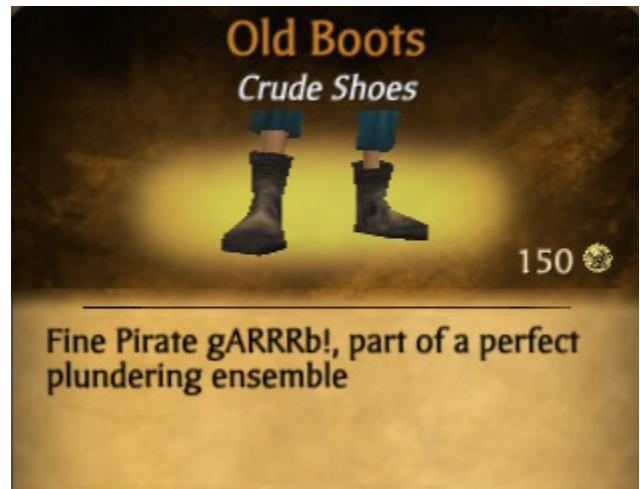 Old Boots
Crude Shoes
150
Fine Pirate gARRRb!, part of a perfect
plundering ensemble